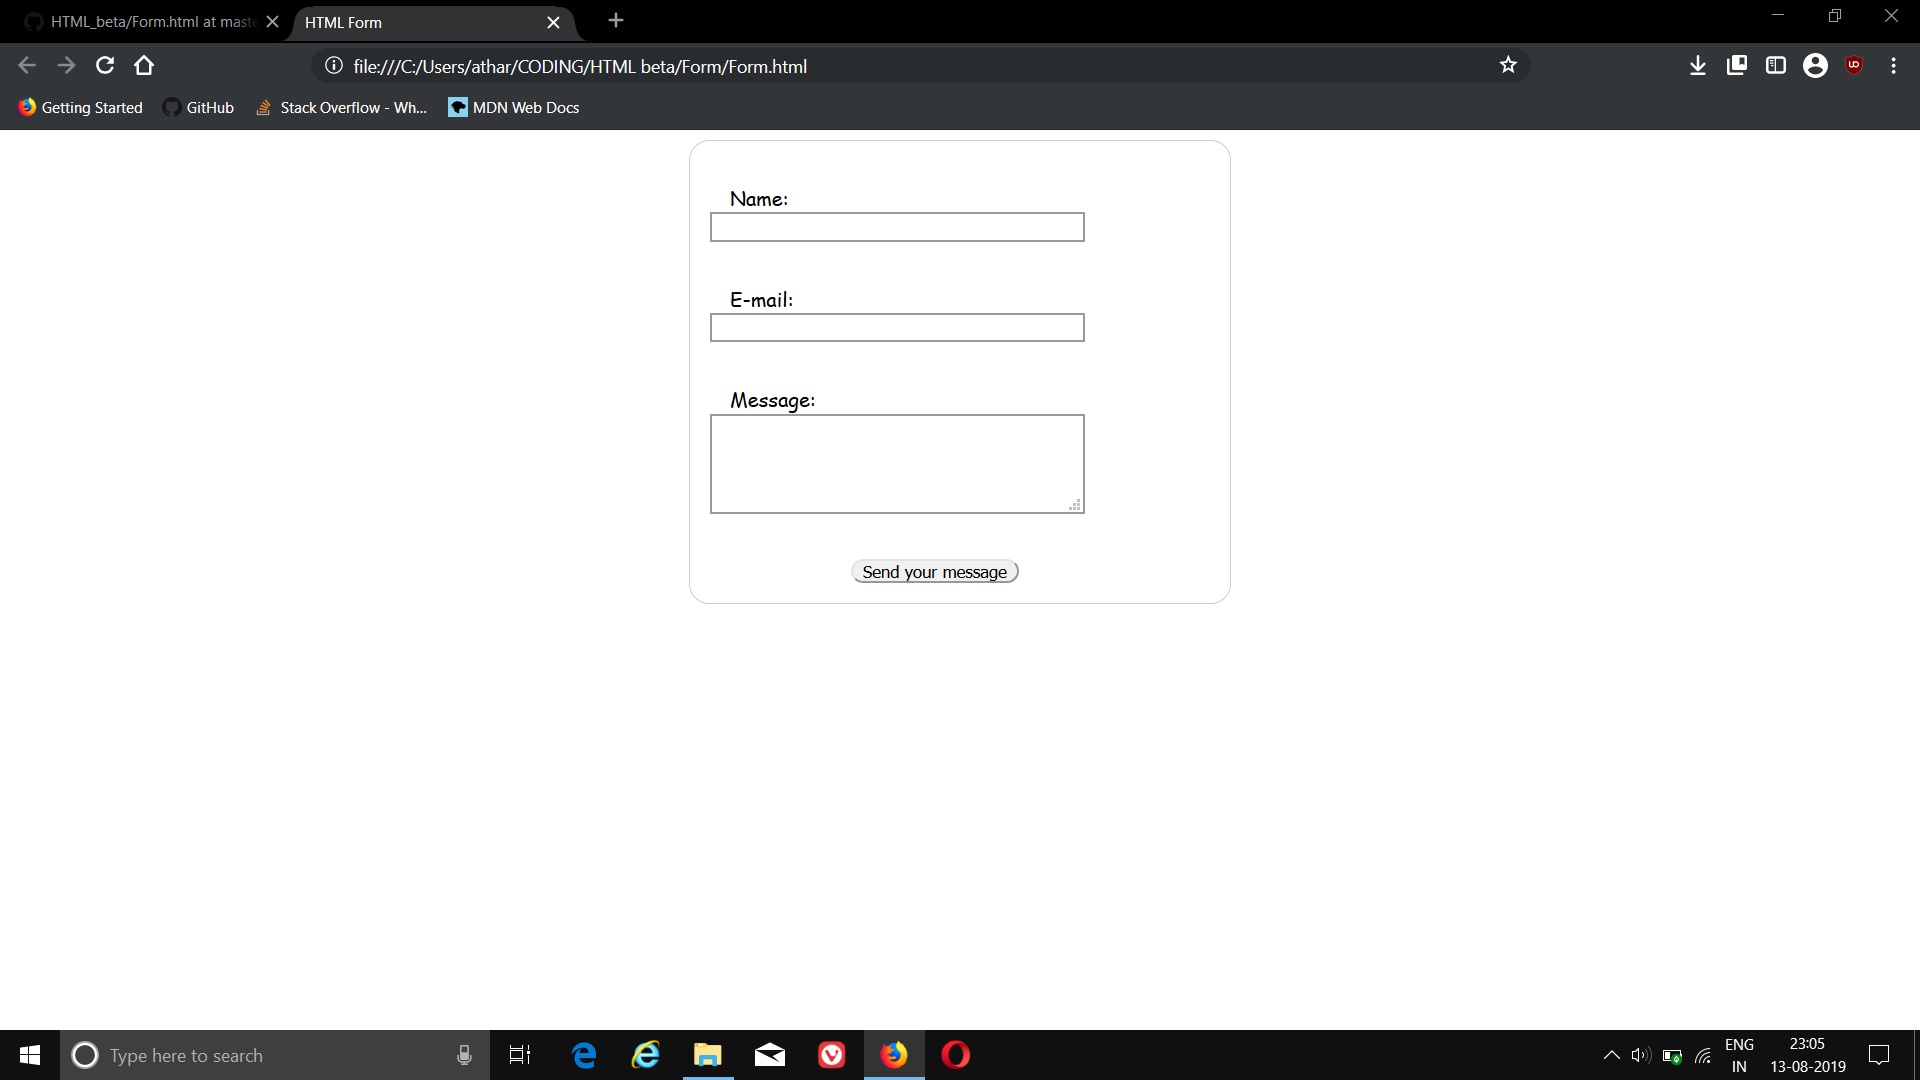 HTML_beta/Form.html at maste
HTML Form
file:///C:/Users/athar/CODING/HTML beta/Form/Form.html
Getting Started
GitHub
Stack Overflow - Wh...
MDN Web Docs
Name:
E-mail:
Message:
Send your message
Type here to search
ENG
IN
23:05
13-08-2019